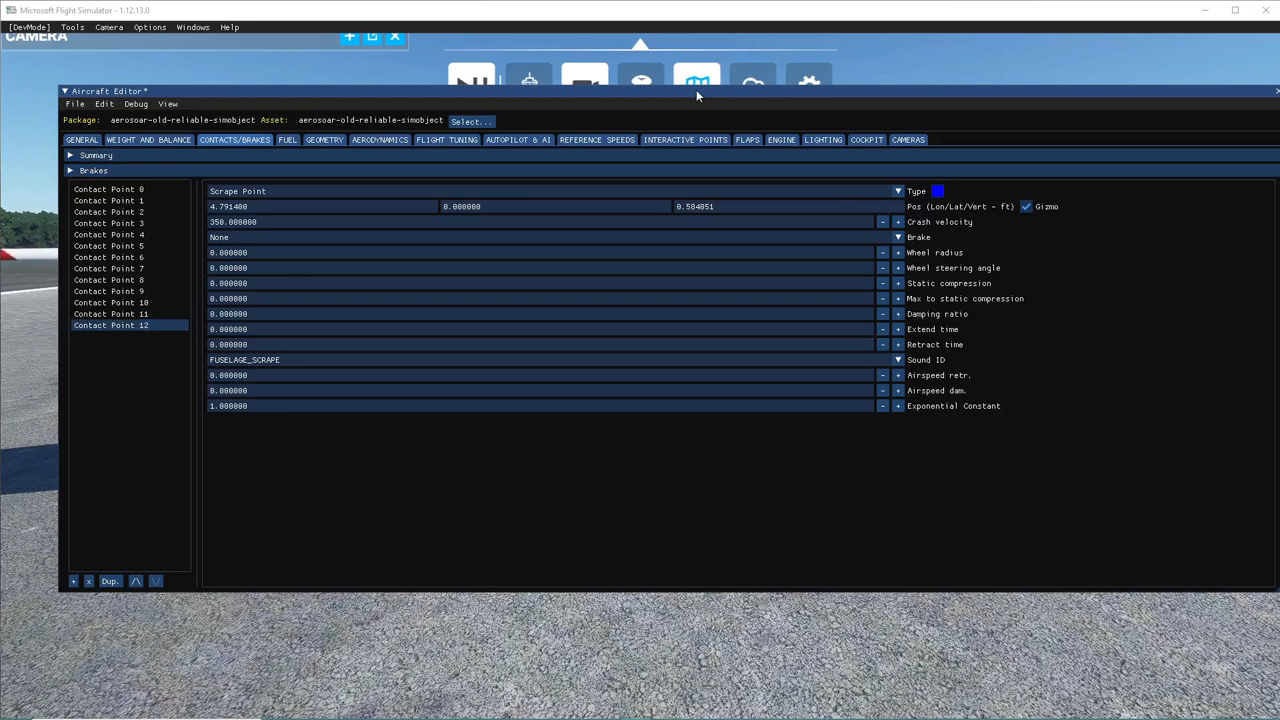 Microsoft Flight Simulator - 1.12.13.0
[DevMode] Tools Camera Options Windows Help
CAMERA
Aircraft Editor*
File Edit Debug View
Package: aerosoar-old-reliable-simobject Asset: aerosoar-old-reliable-simobject Select...
GENERAL WEIGHT AND BALANCE CONTACTS/BRAKES FUEL GEOMETRY AERODYNAMICS FLIGHT TUNING AUTOPILOT & AI REFERENCE SPEEDS INTERACTIVE POINTS FLAPS ENGINE LIGHTING COCKPIT CAMERAS
Summary
Brakes
Contact Point 0
Contact Point 1
Contact Point 2
Contact Point 3
Contact Point 4
Contact Point 5
Contact Point 6
Contact Point 7
Contact Point 8
Contact Point 9
Contact Point 10
Contact Point 11
Contact Point 12
Scrape Point Type
4.791400 0.000000 0.584051 Pos (Lon/Lat/Vert - ft) Gizmo
350.000000 - + Crash velocity
None Brake
0.000000 - + Wheel radius
0.000000 - + Wheel steering angle
0.000000 - + Static compression
0.000000 - + Max to static compression
0.000000 - + Damping ratio
0.000000 - + Extend time
0.000000 - + Retract time
FUSELAGE_SCRAPE Sound ID
0.000000 - + Airspeed retr.
0.000000 - + Airspeed dam.
1.000000 - + Exponential Constant
+ x Dup. /\ \/